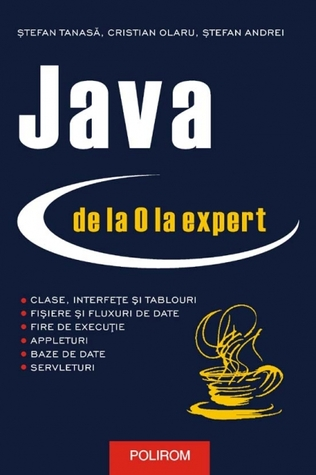 ȘTEFAN TANASĂ, CRISTIAN OLARU, ȘTEFAN ANDREI
Java
de la 0 la expert
• CLASE, INTERFEȚE ȘI TABLOURI
• FIȘIERE ȘI FLUXURI DE DATE
• FIRE DE EXECUȚIE
• APPLETURI
• BAZE DE DATE
• SERVLETURI
POLIROM